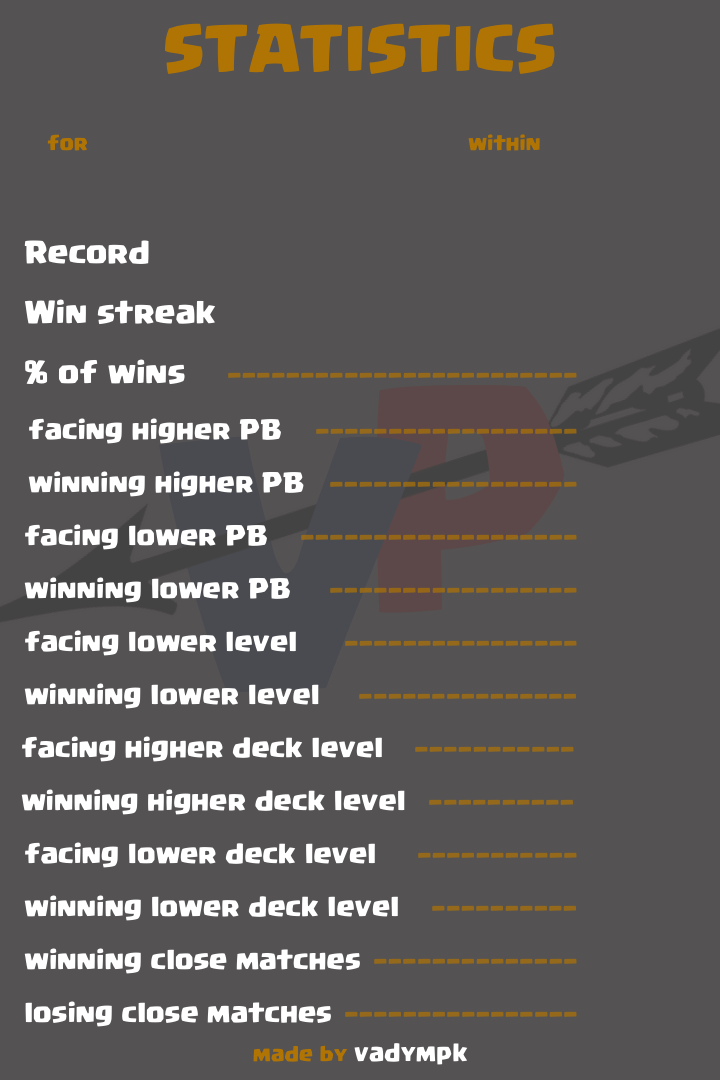 STATISTICS
for within
Record
Win streak
% of wins --------------------------
facing higher PB --------------------
winning higher PB -------------------
facing lower PB ---------------------
winning lower PB -------------------
facing lower level ------------------
winning lower level -----------------
facing higher deck level -------------
winning higher deck level ------------
facing lower deck level -------------
winning lower deck level ------------
winning close matches ----------------
losing close matches ------------------
made by vadympk
VP